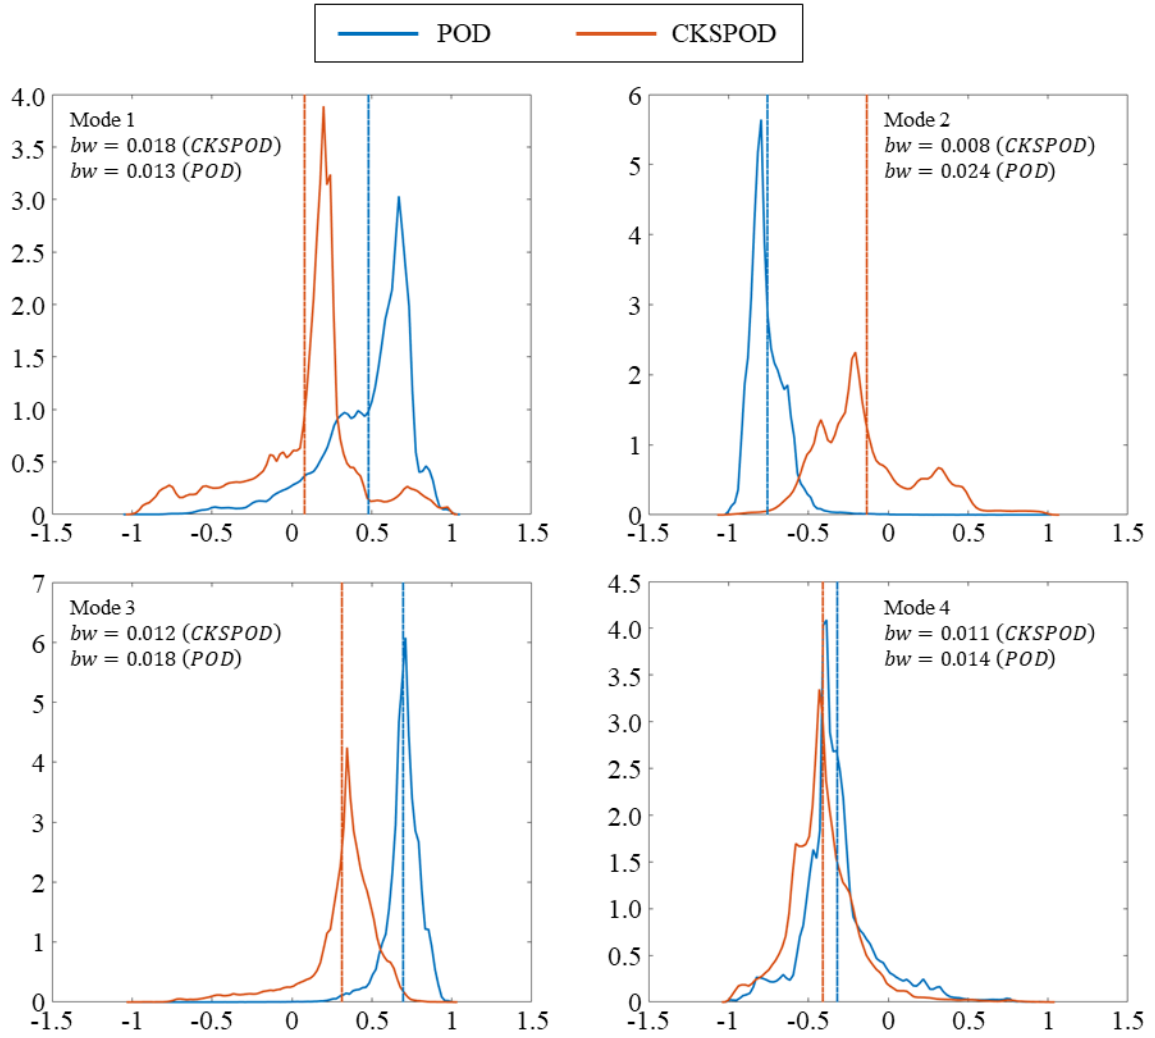 POD CKSPOD
Mode 1
bw = 0.018 (CKSPOD)
bw = 0.013 (POD)
4.0
3.5
3.0
2.5
2.0
1.5
1.0
0.5
0
-1.5 -1 -0.5 0 0.5 1 1.5
Mode 2
bw = 0.008 (CKSPOD)
bw = 0.024 (POD)
6
5
4
3
2
1
0
-1.5 -1 -0.5 0 0.5 1 1.5
Mode 3
bw = 0.012 (CKSPOD)
bw = 0.018 (POD)
7
6
5
4
3
2
1
0
-1.5 -1 -0.5 0 0.5 1 1.5
Mode 4
bw = 0.011 (CKSPOD)
bw = 0.014 (POD)
4.5
4.0
3.5
3.0
2.5
2.0
1.5
1.0
0.5
0
-1.5 -1 -0.5 0 0.5 1 1.5